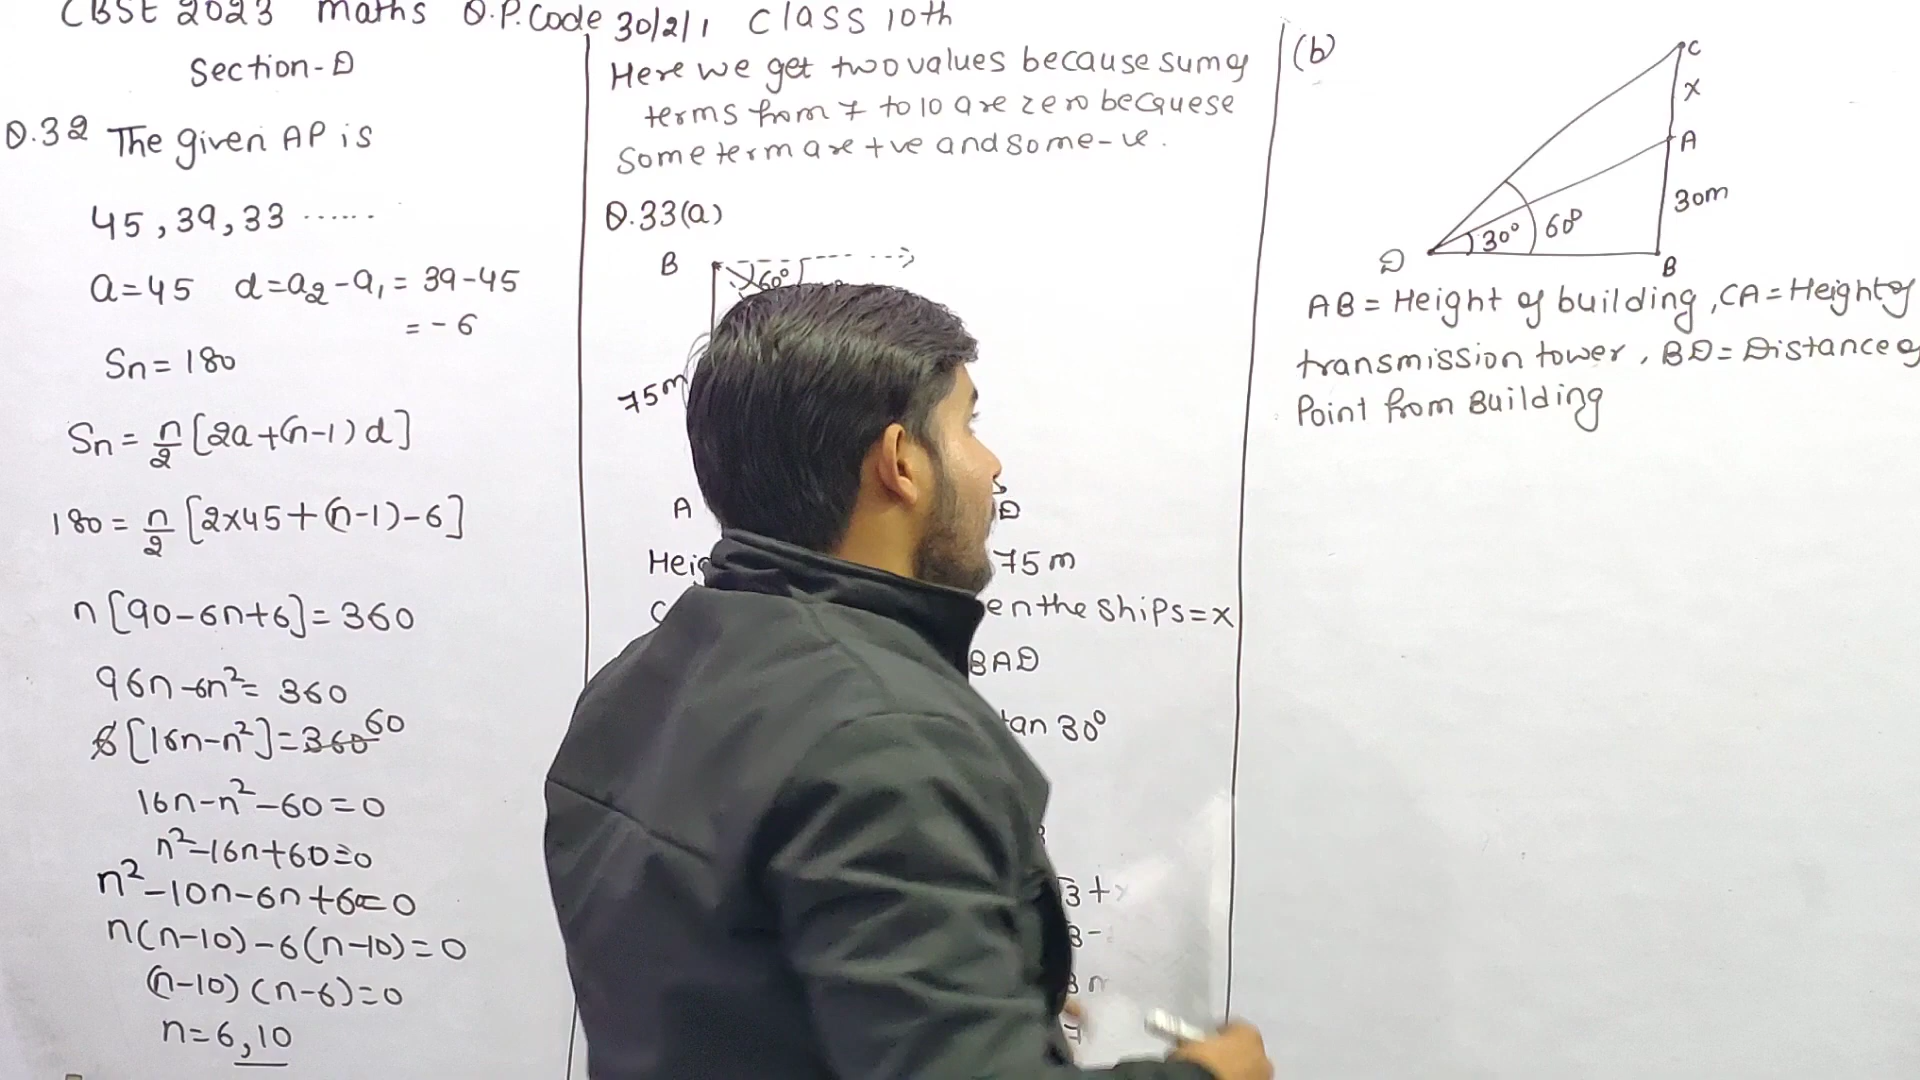 CBSE 2023 maths Q.P. Code 30/2/1 Class 10th
Section-D
Q.32 The given AP is
45, 39, 33 ......
a=45 d=a₂-a₁ = 39-45
= -6
Sn = 180
Sn = n/2 [2a+(n-1)d]
180 = n/2 [2x45+(n-1)-6]
n[90-6n+6]=360
96n-6n²= 360
6[16n-n²]=360 60
16n-n²-60=0
n²-16n+60=0
n²-10n-6n+60=0
n(n-10)-6(n-10)=0
(n-10)(n-6)=0
n=6,10
Here we get two values because sum of
terms from 7 to 10 are zero becquese
Some term are +ve and some -ve.
Q.33(a)
B
60°
75m
A
D
75m
the ships=x
BAD
tan 30°
(b)
C
x
A
30m
30° 60°
D
B
AB = Height of building, CA = Height of
transmission tower, BD = Distance of
Point from Building